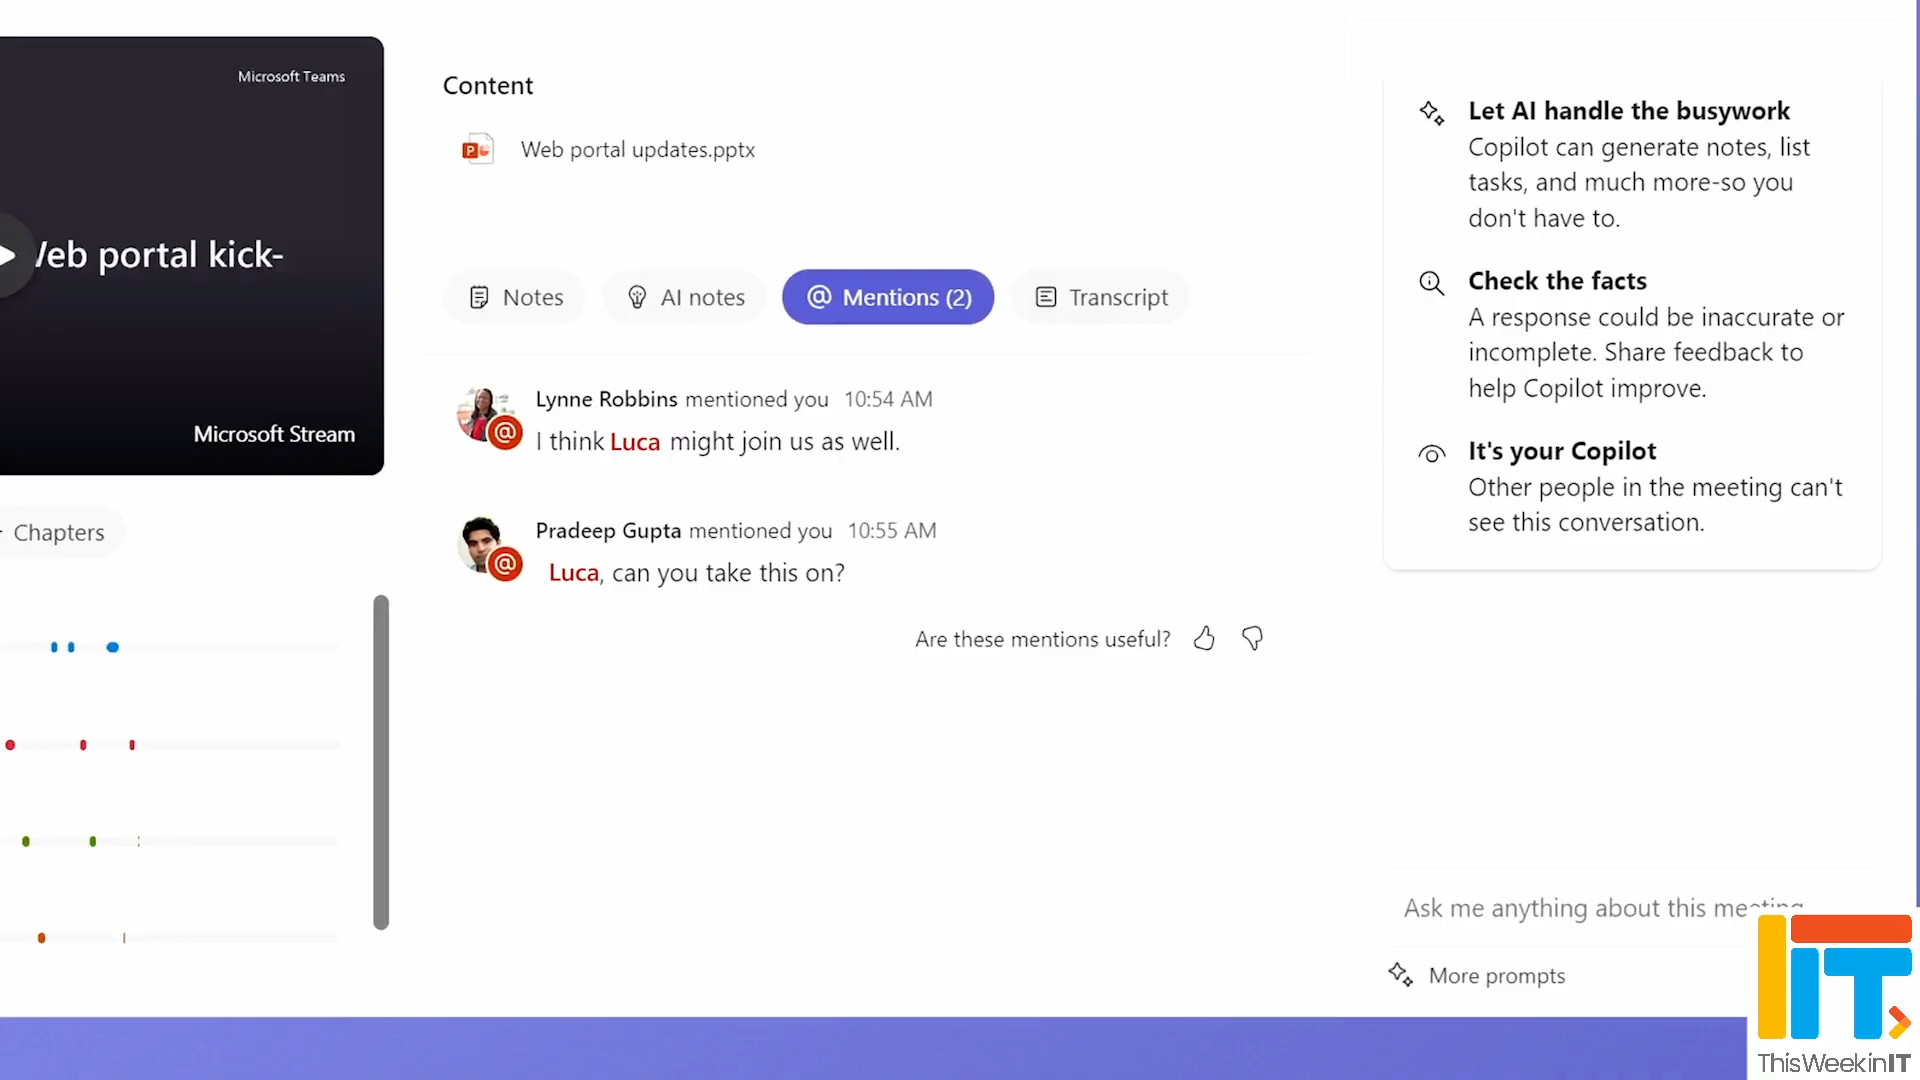 Microsoft Teams
Web portal kick-
Microsoft Stream
Chapters
Content
Web portal updates.pptx
Notes
AI notes
@ Mentions (2)
Transcript
Lynne Robbins mentioned you 10:54 AM
I think Luca might join us as well.
Pradeep Gupta mentioned you 10:55 AM
Luca, can you take this on?
Are these mentions useful?
Let AI handle the busywork
Copilot can generate notes, list
tasks, and much more-so you
don't have to.
Check the facts
A response could be inaccurate or
incomplete. Share feedback to
help Copilot improve.
It's your Copilot
Other people in the meeting can't
see this conversation.
Ask me anything about this meeting
More prompts
IT
ThisWeekinIT